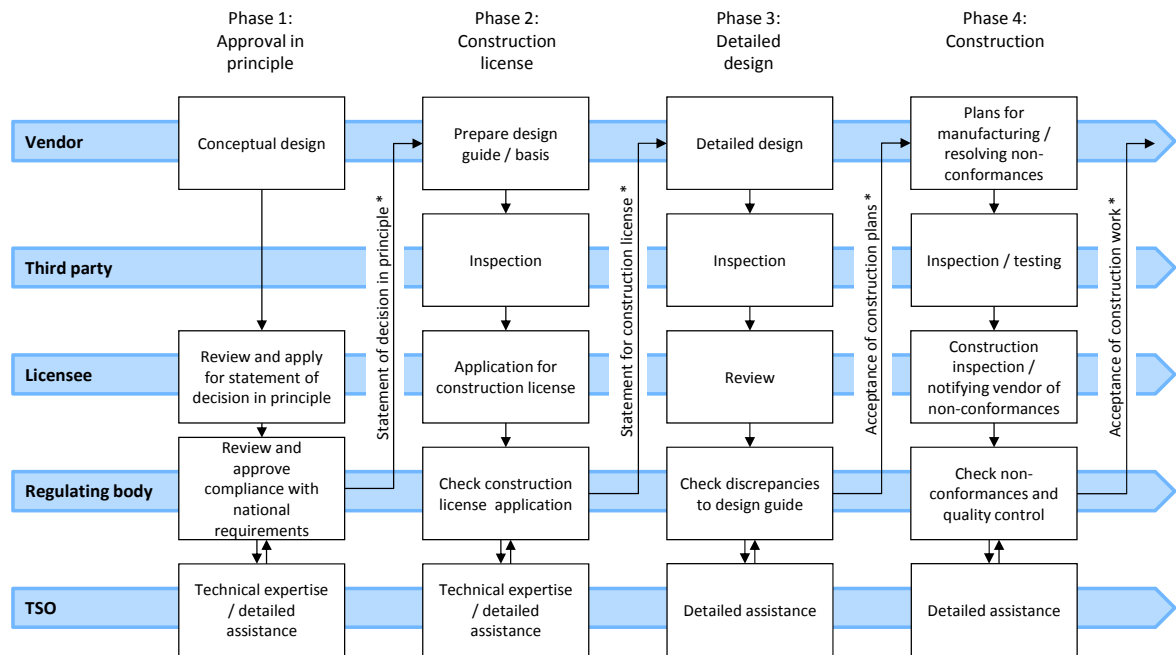 Phase 1:
Approval in
principle
Phase 2:
Construction
license
Phase 3:
Detailed
design
Phase 4:
Construction
Vendor
Conceptual design
Prepare design
guide / basis
Detailed design
Plans for
manufacturing /
resolving non-
conformances
Third party
Inspection
Inspection
Inspection / testing
Licensee
Review and apply
for statement of
decision in principle
Application for
construction license
Review
Construction
inspection /
notifying vendor of
non-conformances
Regulating body
Review and
approve
compliance with
national
requirements
Check construction
license application
Check discrepancies
to design guide
Check non-
conformances and
quality control
TSO
Technical expertise
/ detailed
assistance
Technical expertise
/ detailed
assistance
Detailed assistance
Detailed assistance
Statement of decision in principle *
Statement for construction license *
Acceptance of construction plans *
Acceptance of construction work *